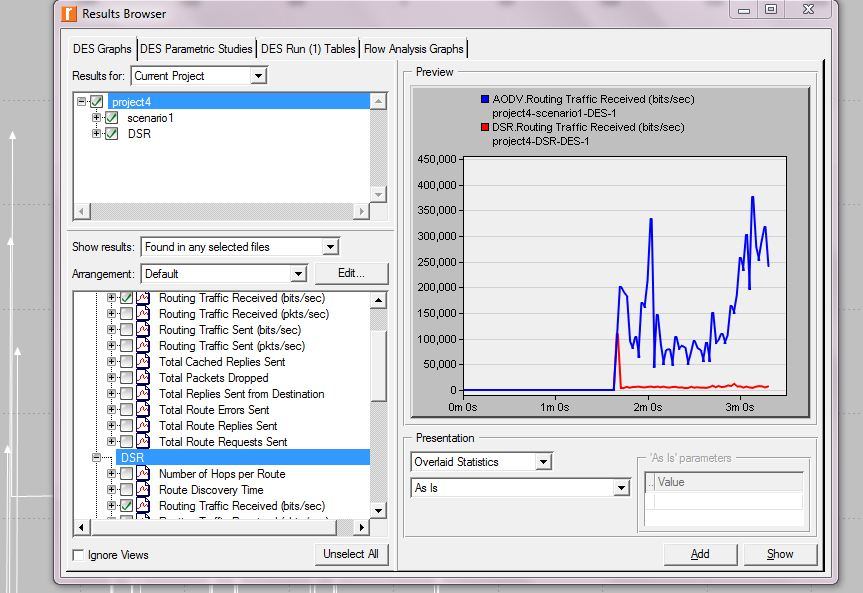 Results Browser
DES Graphs DES Parametric Studies DES Run (1) Tables Flow Analysis Graphs
Results for: Current Project
project4
scenario1
DSR
Show results: Found in any selected files
Arrangement: Default Edit...
Routing Traffic Received (bits/sec)
Routing Traffic Received (pkts/sec)
Routing Traffic Sent (bits/sec)
Routing Traffic Sent (pkts/sec)
Total Cached Replies Sent
Total Packets Dropped
Total Replies Sent from Destination
Total Route Errors Sent
Total Route Replies Sent
Total Route Requests Sent
DSR
Number of Hops per Route
Route Discovery Time
Routing Traffic Received (bits/sec)
Ignore Views Unselect All
Preview
AODV.Routing Traffic Received (bits/sec)
project4-scenario1-DES-1
DSR.Routing Traffic Received (bits/sec)
project4-DSR-DES-1
450,000
400,000
350,000
300,000
250,000
200,000
150,000
100,000
50,000
0
0m 0s 1m 0s 2m 0s 3m 0s
Presentation
Overlaid Statistics
As Is
'As Is' parameters
... Value
Add Show